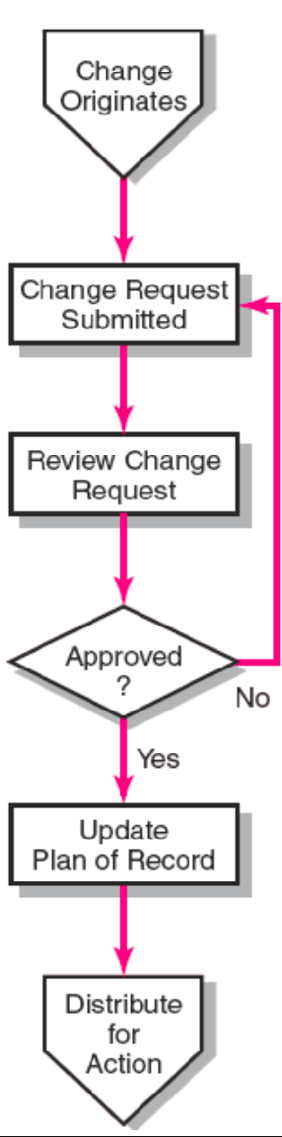 Change
Originates
Change Request
Submitted
Review Change
Request
Approved
?
No
Yes
Update
Plan of Record
Distribute
for
Action